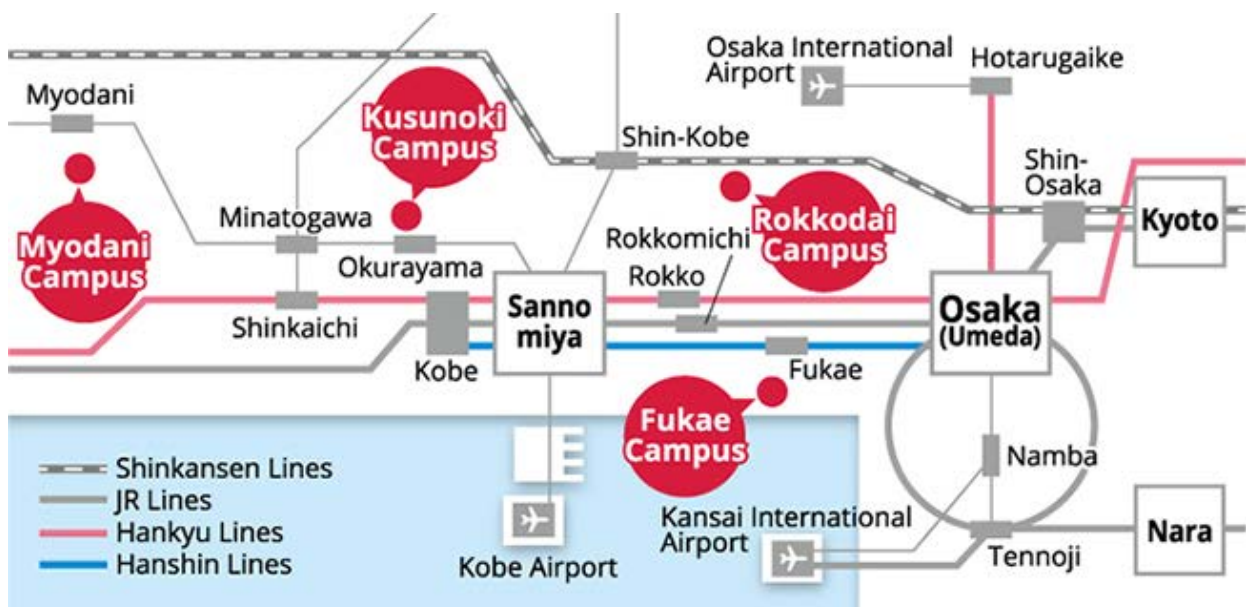 Osaka International
Airport
Hotarugaike
Myodani
Kusunoki
Campus
Shin-Kobe
Shin-
Osaka
Kyoto
Myodani
Campus
Minatogawa
Okurayama
Rokkodai
Campus
Rokkomichi
Rokko
Sanno
miya
Osaka
(Umeda)
Shinkaichi
Kobe
Fukae
Fukae
Campus
Namba
Shinkansen Lines
JR Lines
Hankyu Lines
Hanshin Lines
Kobe Airport
Kansai International
Airport
Tennoji
Nara